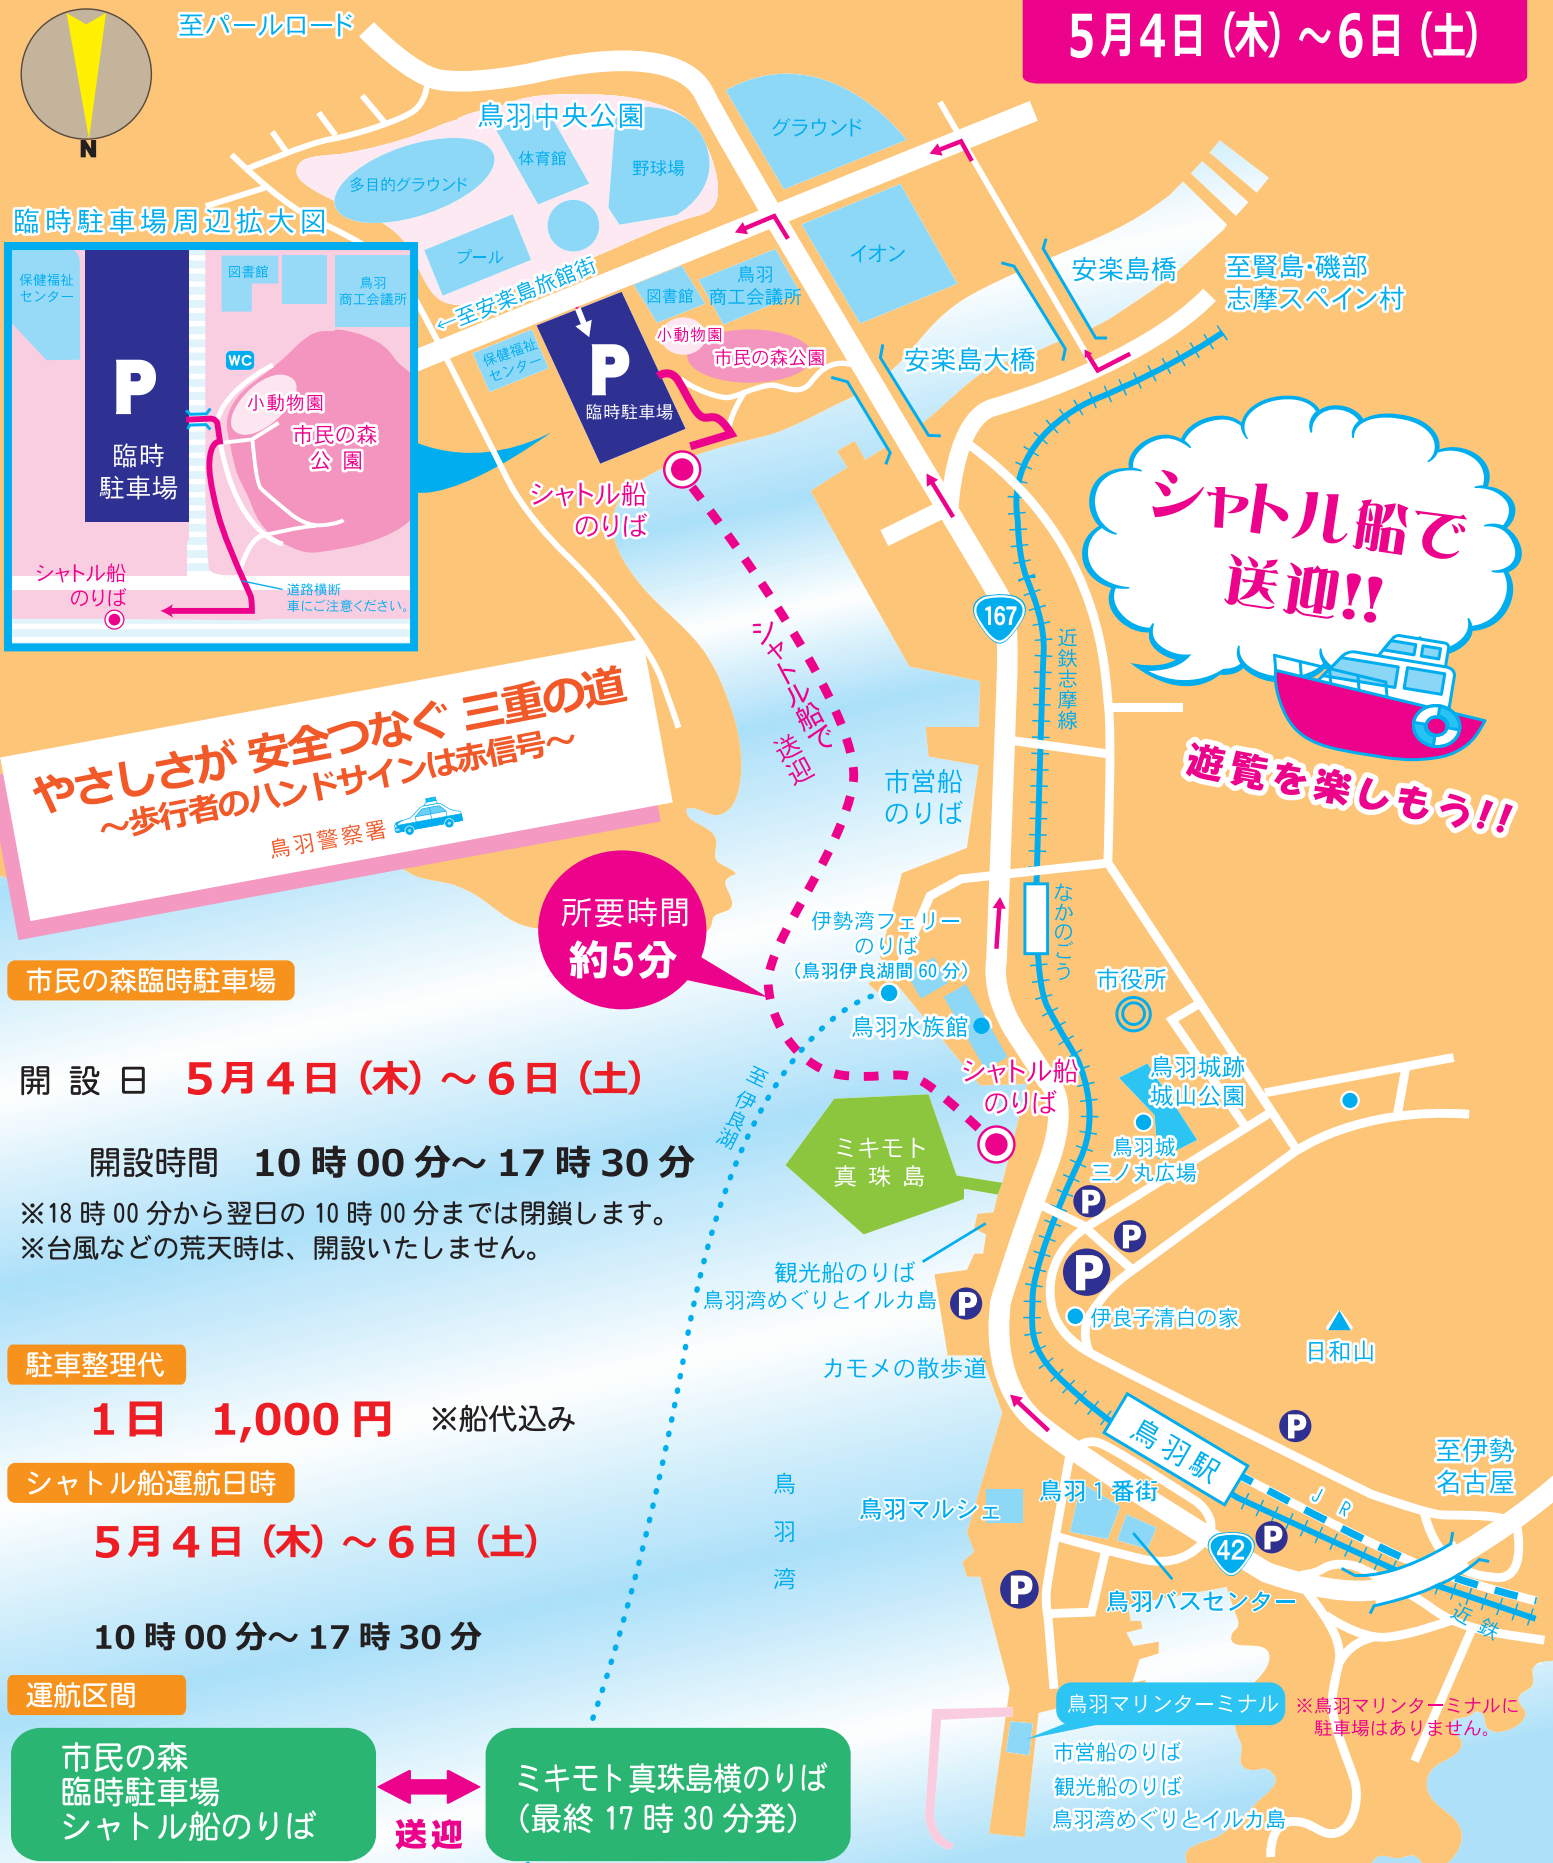 至パールロード
5月4日（木）～6日（土）
N
鳥羽中央公園
体育館
野球場
多目的グラウンド
プール
グラウンド
イオン
←至安楽島旅館街
図書館
鳥羽
商工会議所
小動物園
市民の森公園
保健福祉
センター
P
臨時駐車場
安楽島橋
安楽島大橋
至賢島・磯部
志摩スペイン村
臨時駐車場周辺拡大図
保健福祉
センター
図書館
鳥羽
商工会議所
WC
P
臨時
駐車場
小動物園
市民の森
公園
シャトル船
のりば
道路横断
車にご注意ください。
シャトル船
のりば
シャトル船で
送迎!!
遊覧を楽しもう!!
167
近鉄志摩線
シャトル船で
送迎
やさしさが 安全つなぐ 三重の道
～歩行者のハンドサインは赤信号～
鳥羽警察署
市営船
のりば
所要時間
約5分
なかのごう
伊勢湾フェリー
のりば
（鳥羽伊良湖間60分）
鳥羽水族館
市役所
シャトル船
のりば
鳥羽城跡
城山公園
鳥羽城
三ノ丸広場
至伊良湖
ミキモト
真珠島
P
P
P
P
観光船のりば
鳥羽湾めぐりとイルカ島
伊良子清白の家
日和山
カモメの散歩道
鳥羽駅
P
至伊勢
名古屋
JR
鳥羽マルシェ
鳥羽1番街
42
P
P
鳥羽バスセンター
近鉄
鳥羽湾
鳥羽マリンターミナル
※鳥羽マリンターミナルに
駐車場はありません。
市営船のりば
観光船のりば
鳥羽湾めぐりとイルカ島
市民の森臨時駐車場
開設日 5月4日（木）～6日（土）
開設時間 10時00分～17時30分
※18時00分から翌日の10時00分までは閉鎖します。
※台風などの荒天時は、開設いたしません。
駐車整理代
1日 1,000円 ※船代込み
シャトル船運航日時
5月4日（木）～6日（土）
10時00分～17時30分
運航区間
市民の森
臨時駐車場
シャトル船のりば
送迎
ミキモト真珠島横のりば
（最終17時30分発）